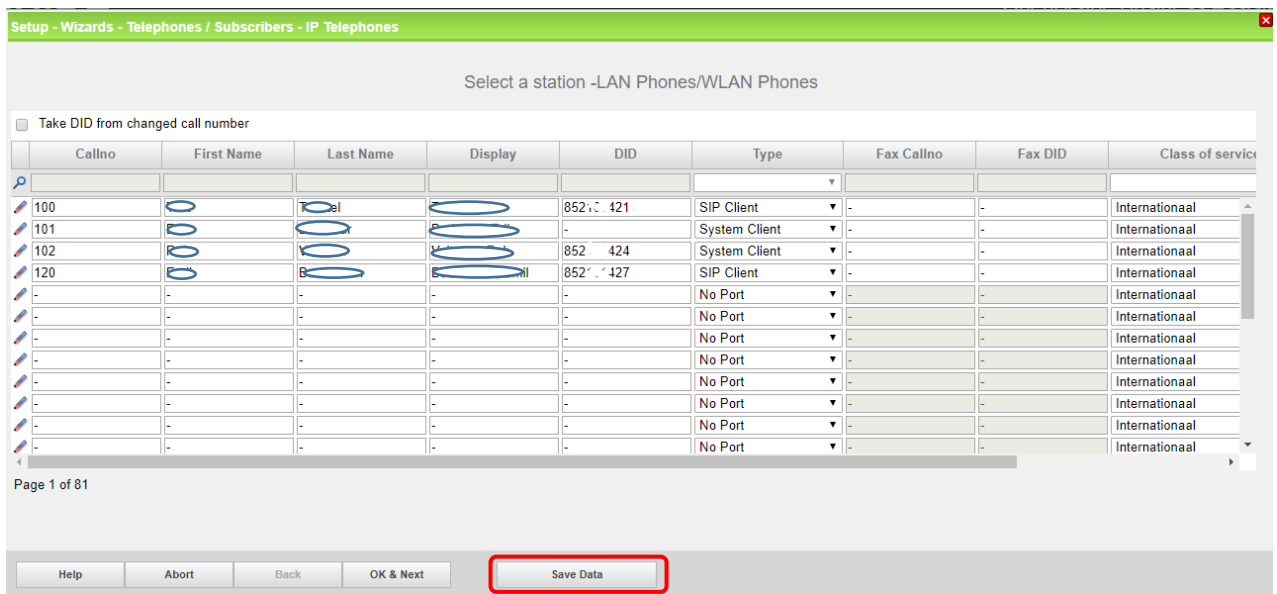 Setup - Wizards - Telephones / Subscribers - IP Telephones
Select a station -LAN Phones/WLAN Phones
Take DID from changed call number
Callno First Name Last Name Display DID Type Fax Callno Fax DID Class of service
100 SIP Client - - Internationaal
101 - System Client - - Internationaal
102 System Client - - Internationaal
120 SIP Client - - Internationaal
- - - - - No Port - - Internationaal
- - - - - No Port - - Internationaal
- - - - - No Port - - Internationaal
- - - - - No Port - - Internationaal
- - - - - No Port - - Internationaal
- - - - - No Port - - Internationaal
- - - - - No Port - - Internationaal
- - - - - No Port - - Internationaal
Page 1 of 81
Help Abort Back OK & Next Save Data